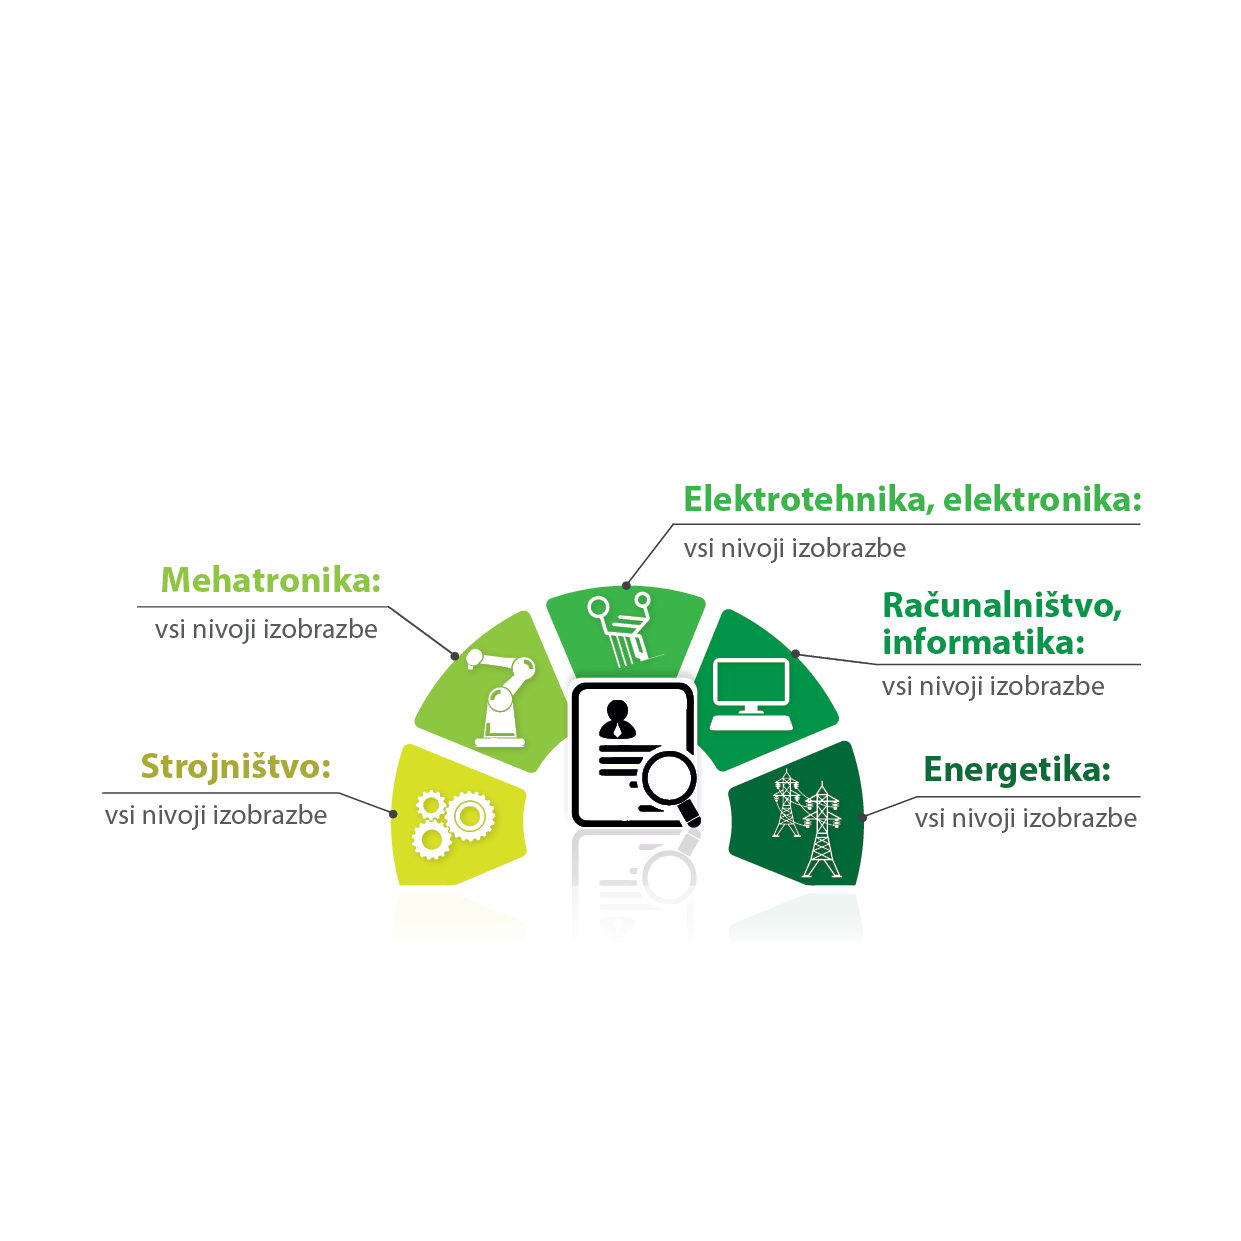 Elektrotehnika, elektronika:
vsi nivoji izobrazbe
Mehatronika:
vsi nivoji izobrazbe
Računalništvo,
informatika:
vsi nivoji izobrazbe
Strojništvo:
vsi nivoji izobrazbe
Energetika:
vsi nivoji izobrazbe